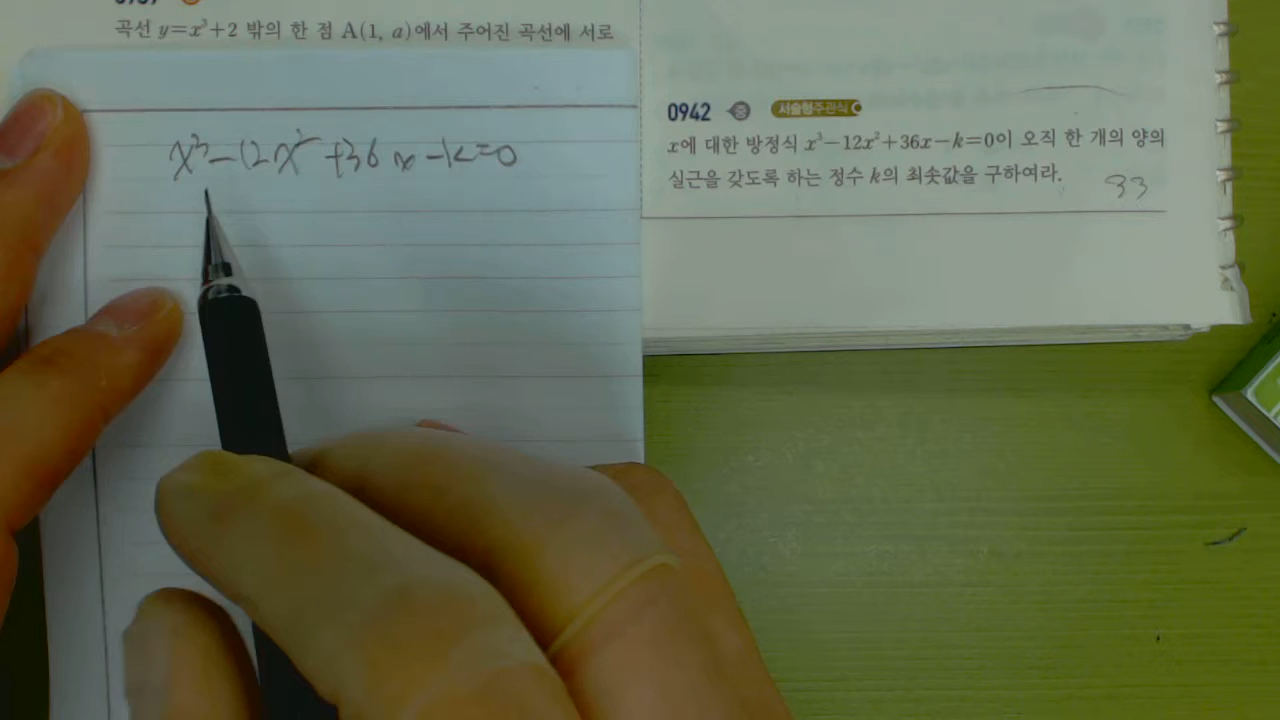 곡선 y=x³+2 밖의 한 점 A(1, a)에서 주어진 곡선에 서로
x³-12x²+36x-k=0
0942 중 서술형주관식
x에 대한 방정식 x³-12x²+36x-k=0이 오직 한 개의 양의
실근을 갖도록 하는 정수 k의 최솟값을 구하여라.
33